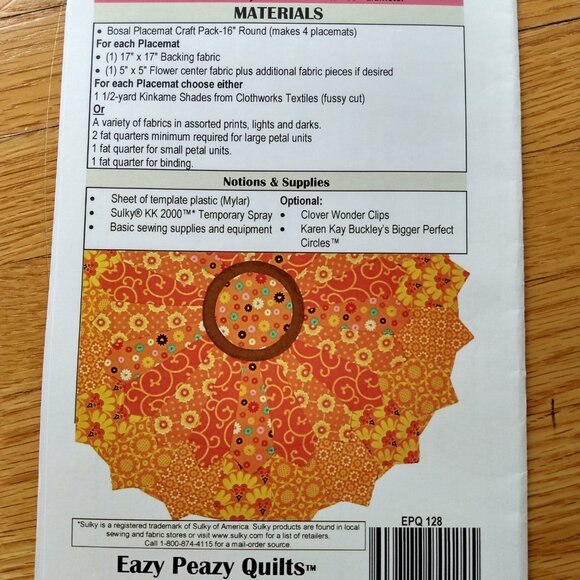 MATERIALS
• Bosal Placemat Craft Pack-16" Round (makes 4 placemats)
For each Placemat
• (1) 17" x 17" Backing fabric
• (1) 5" x 5" Flower center fabric plus additional fabric pieces if desired
For each Placemat choose either
1 1/2-yard Kinkame Shades from Clothworks Textiles (fussy cut)
Or
A variety of fabrics in assorted prints, lights and darks.
2 fat quarters minimum required for large petal units
1 fat quarter for small petal units.
1 fat quarter for binding.
Notions & Supplies
• Sheet of template plastic (Mylar)
• Sulky® KK 2000™* Temporary Spray
• Basic sewing supplies and equipment
Optional:
• Clover Wonder Clips
• Karen Kay Buckley's Bigger Perfect
Circles™
*Sulky is a registered trademark of Sulky of America. Sulky products are found in local
sewing and fabric stores or visit www.sulky.com for a list of retailers.
Call 1-800-874-4115 for a mail-order source.
EPQ 128
Eazy Peazy Quilts™